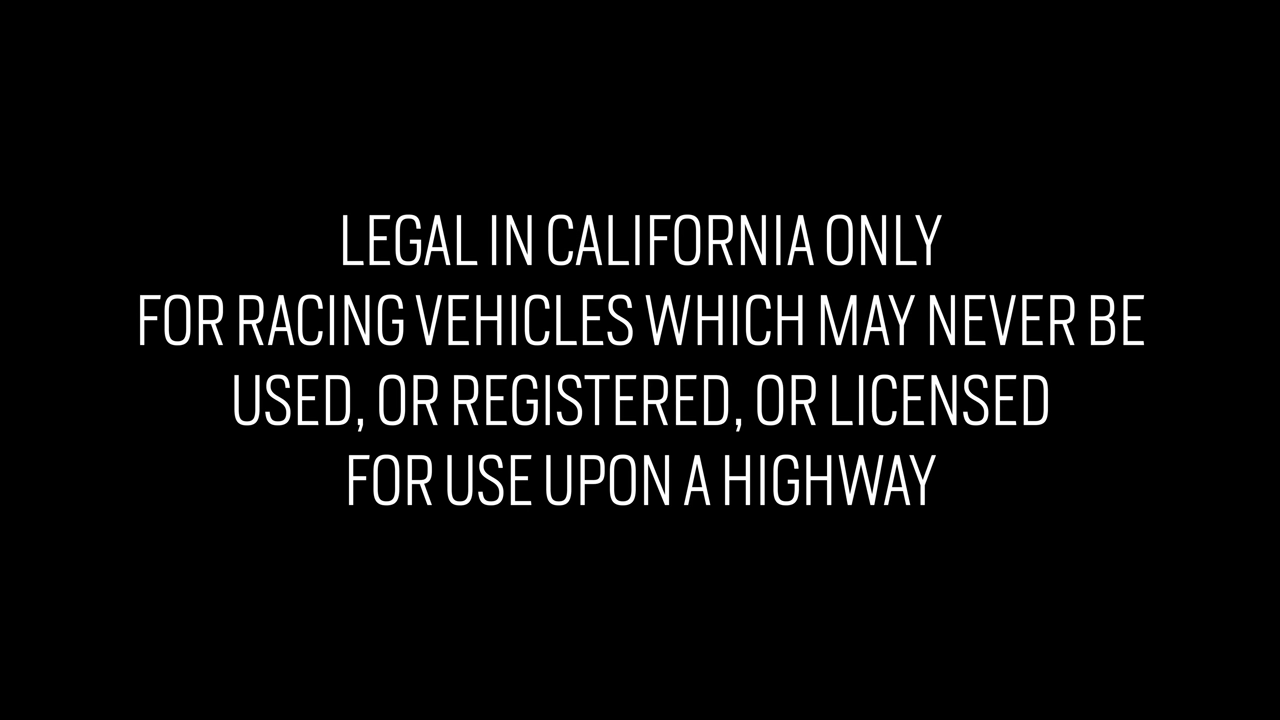 LEGAL IN CALIFORNIA ONLY
FOR RACING VEHICLES WHICH MAY NEVER BE
USED, OR REGISTERED, OR LICENSED
FOR USE UPON A HIGHWAY